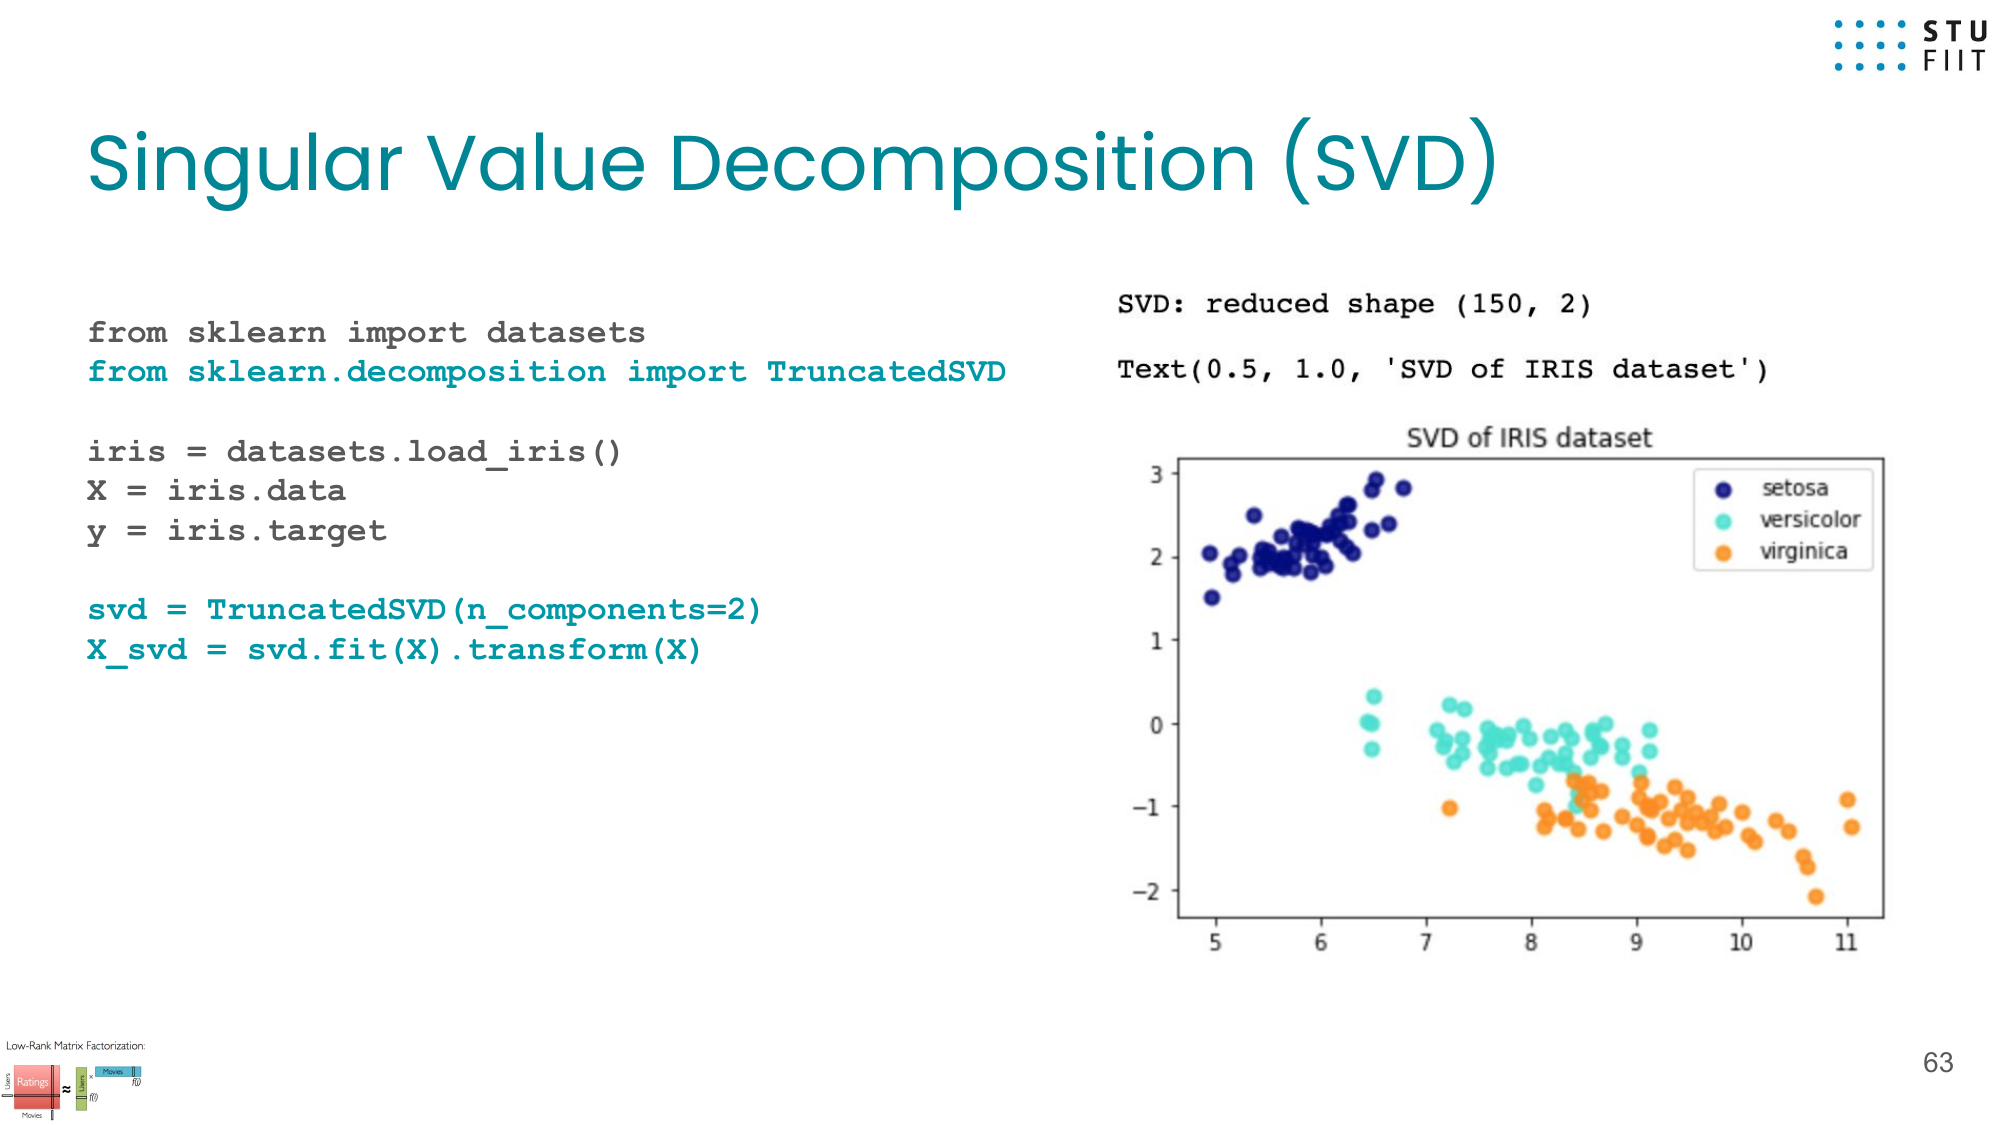 STU
FIIT
Singular Value Decomposition (SVD)
from sklearn import datasets
from sklearn.decomposition import TruncatedSVD
iris = datasets.load_iris()
X = iris.data
y = iris.target
svd = TruncatedSVD(n_components=2)
X_svd = svd.fit(X).transform(X)
SVD: reduced shape (150, 2)
Text(0.5, 1.0, 'SVD of IRIS dataset')
SVD of IRIS dataset
3
2
1
0
−1
−2
setosa
versicolor
virginica
5 6 7 8 9 10 11
Low-Rank Matrix Factorization:
Users
Ratings
Movies
≈
Users
f(i)
×
Movies
f(j)
63